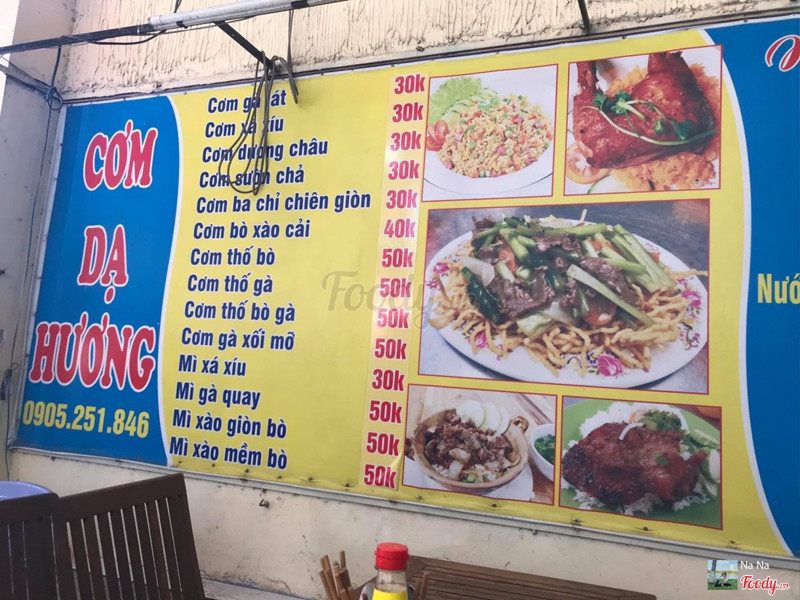 CƠM
DẠ
HƯƠNG
0905.251.846
Cơm gà át 30k
Cơm xá xíu 30k
Cơm dương châu 30k
Cơm sườn chả 30k
Cơm ba chỉ chiên giòn 30k
Cơm bò xào cải 40k
Cơm thố bò 50k
Cơm thố gà 50k
Cơm thố bò gà 50k
Cơm gà xối mỡ 50k
Mì xá xíu 30k
Mì gà quay 50k
Mì xào giòn bò 50k
Mì xào mềm bò 50k
Nướ
Foody.vn
Na Na
Foody.vn